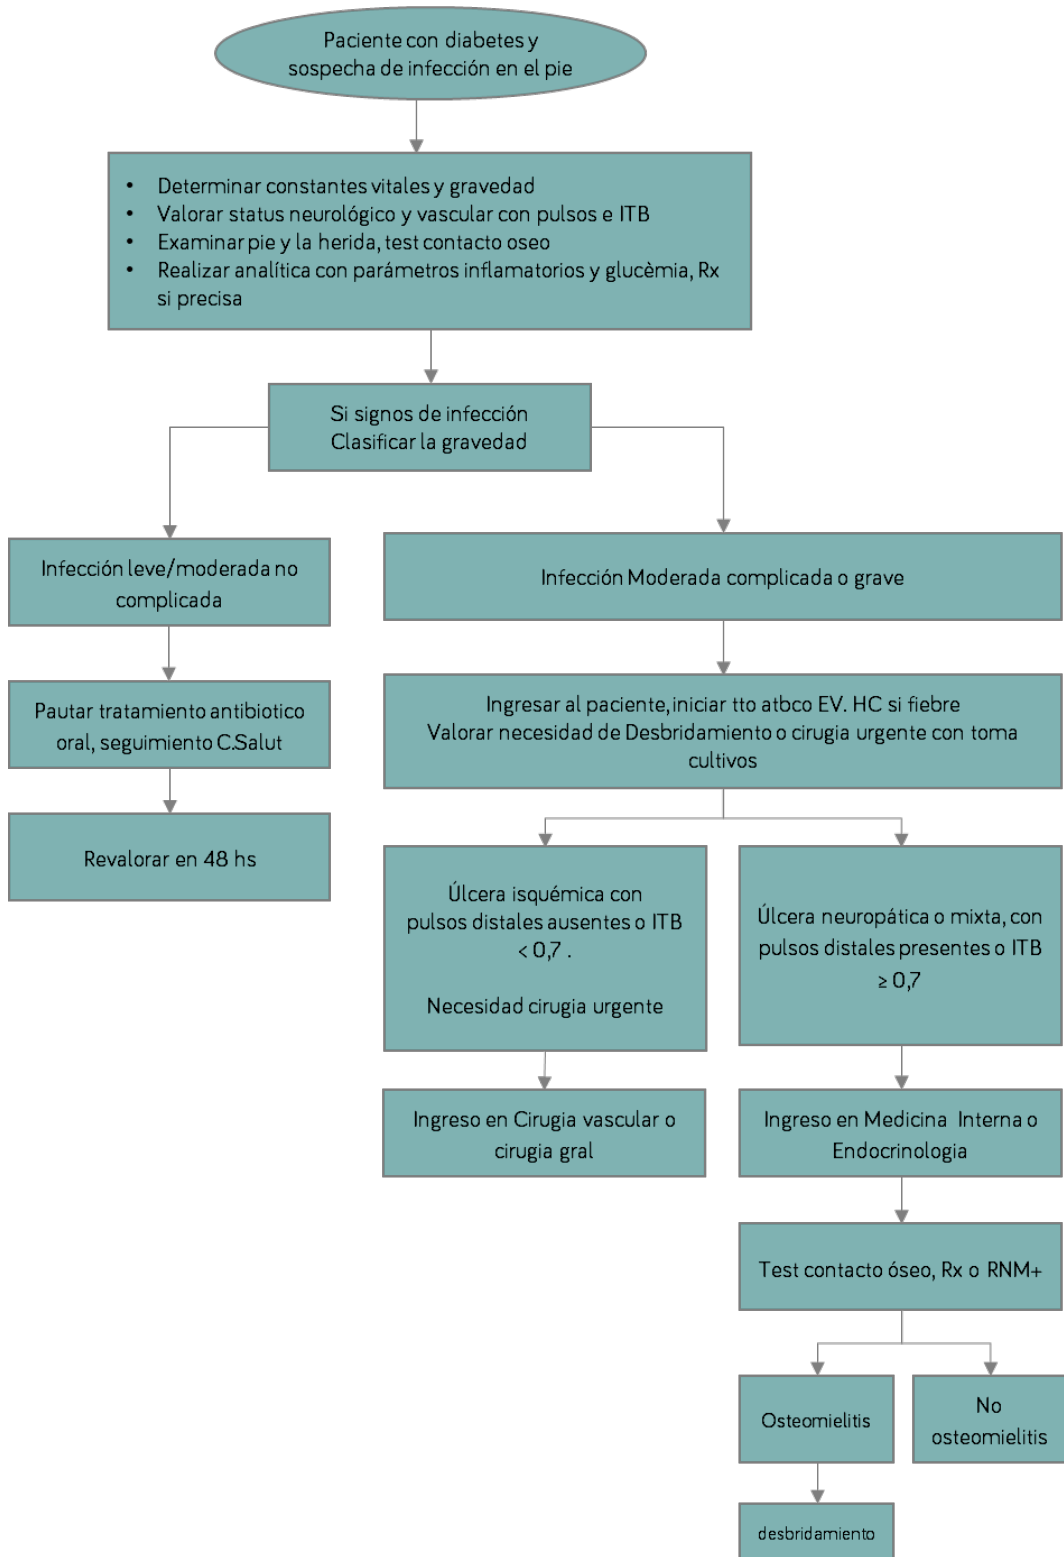 Paciente con diabetes y
sospecha de infección en el pie
• Determinar constantes vitales y gravedad
• Valorar status neurológico y vascular con pulsos e ITB
• Examinar pie y la herida, test contacto oseo
• Realizar analítica con parámetros inflamatorios y glucèmia, Rx
si precisa
Si signos de infección
Clasificar la gravedad
Infección leve/moderada no
complicada
Infección Moderada complicada o grave
Pautar tratamiento antibiotico
oral, seguimiento C.Salut
Ingresar al paciente, iniciar tto atbco EV. HC si fiebre
Valorar necesidad de Desbridamiento o cirugia urgente con toma
cultivos
Revalorar en 48 hs
Úlcera isquémica con
pulsos distales ausentes o ITB
< 0,7 .
Necesidad cirugia urgente
Úlcera neuropática o mixta, con
pulsos distales presentes o ITB
≥ 0,7
Ingreso en Cirugia vascular o
cirugia gral
Ingreso en Medicina Interna o
Endocrinologia
Test contacto óseo, Rx o RNM+
Osteomielitis
No
osteomielitis
desbridamiento